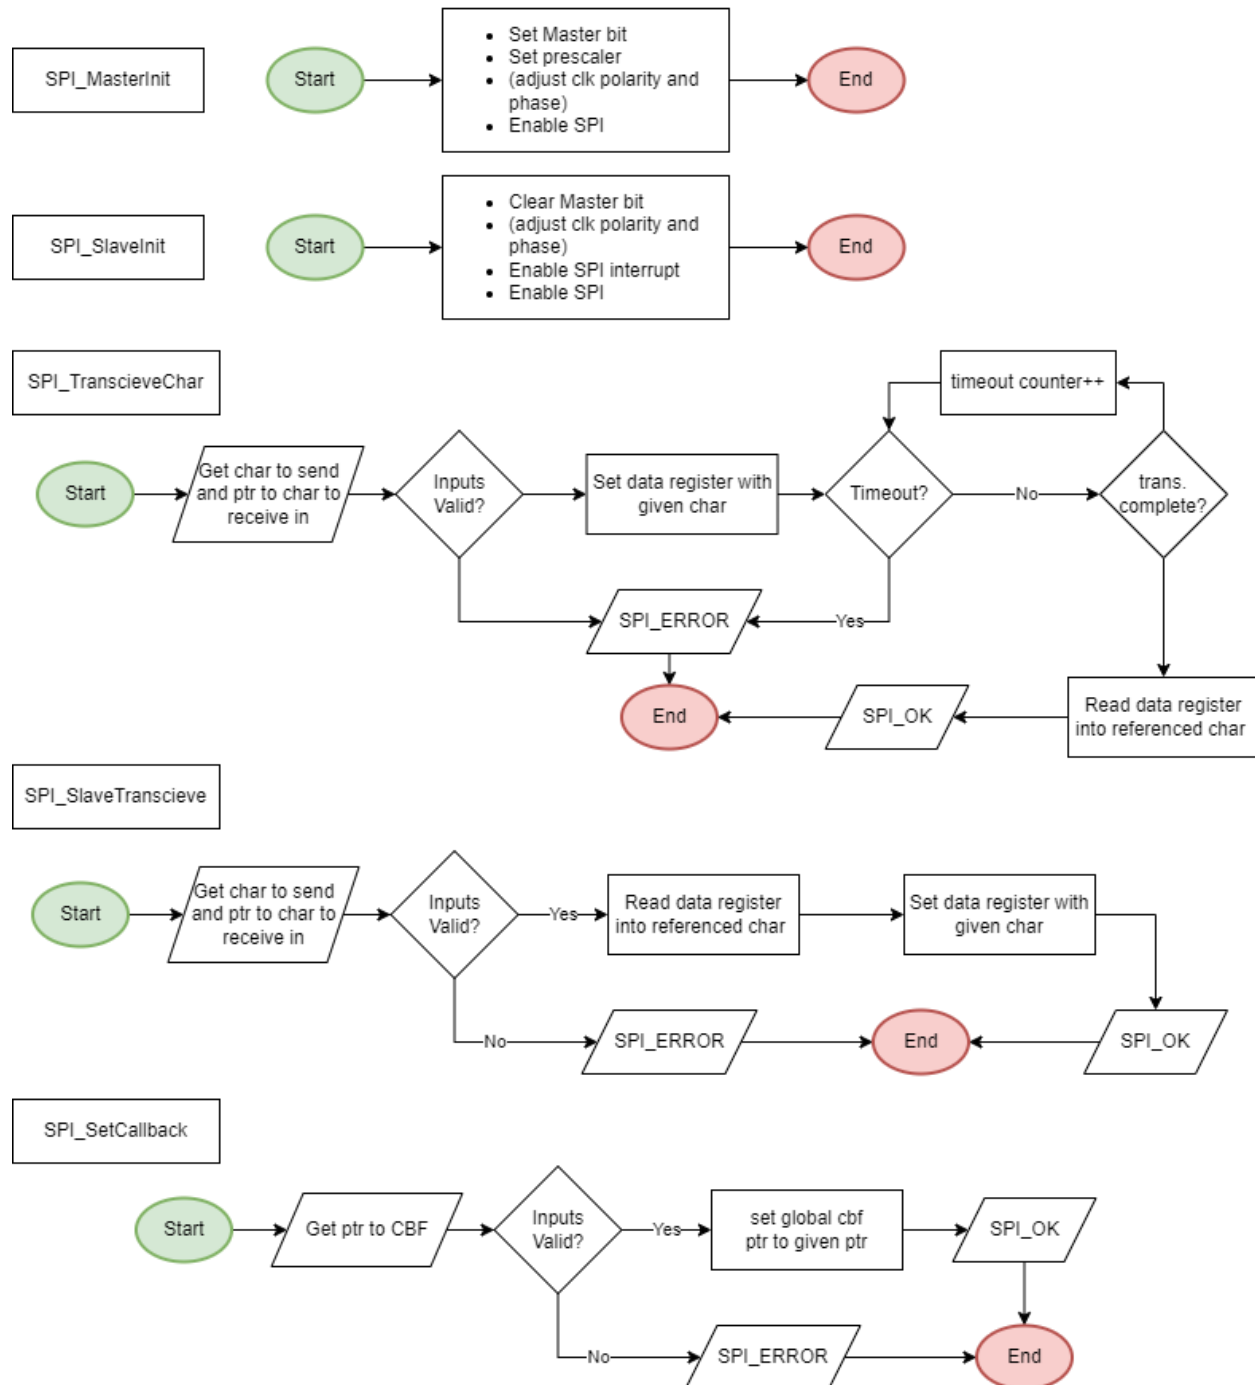 SPI_MasterInit
Start
• Set Master bit
• Set prescaler
• (adjust clk polarity and
phase)
• Enable SPI
End
SPI_SlaveInit
Start
• Clear Master bit
• (adjust clk polarity and
phase)
• Enable SPI interrupt
• Enable SPI
End
SPI_TranscieveChar
timeout counter++
Start
Get char to send
and ptr to char to
receive in
Inputs
Valid?
Set data register with
given char
Timeout?
No
trans.
complete?
SPI_ERROR
Yes
End
SPI_OK
Read data register
into referenced char
SPI_SlaveTranscieve
Start
Get char to send
and ptr to char to
receive in
Inputs
Valid?
Yes
Read data register
into referenced char
Set data register with
given char
No
SPI_ERROR
End
SPI_OK
SPI_SetCallback
Start
Get ptr to CBF
Inputs
Valid?
Yes
set global cbf
ptr to given ptr
SPI_OK
No
SPI_ERROR
End